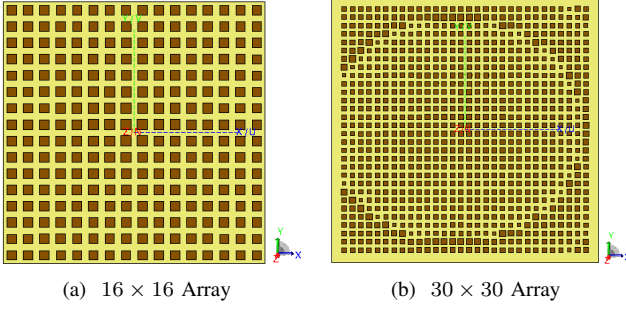 Y/V
Z/N X/U
Y
X
Z
X/U
Y
X
Z
(a) 16 × 16 Array
(b) 30 × 30 Array